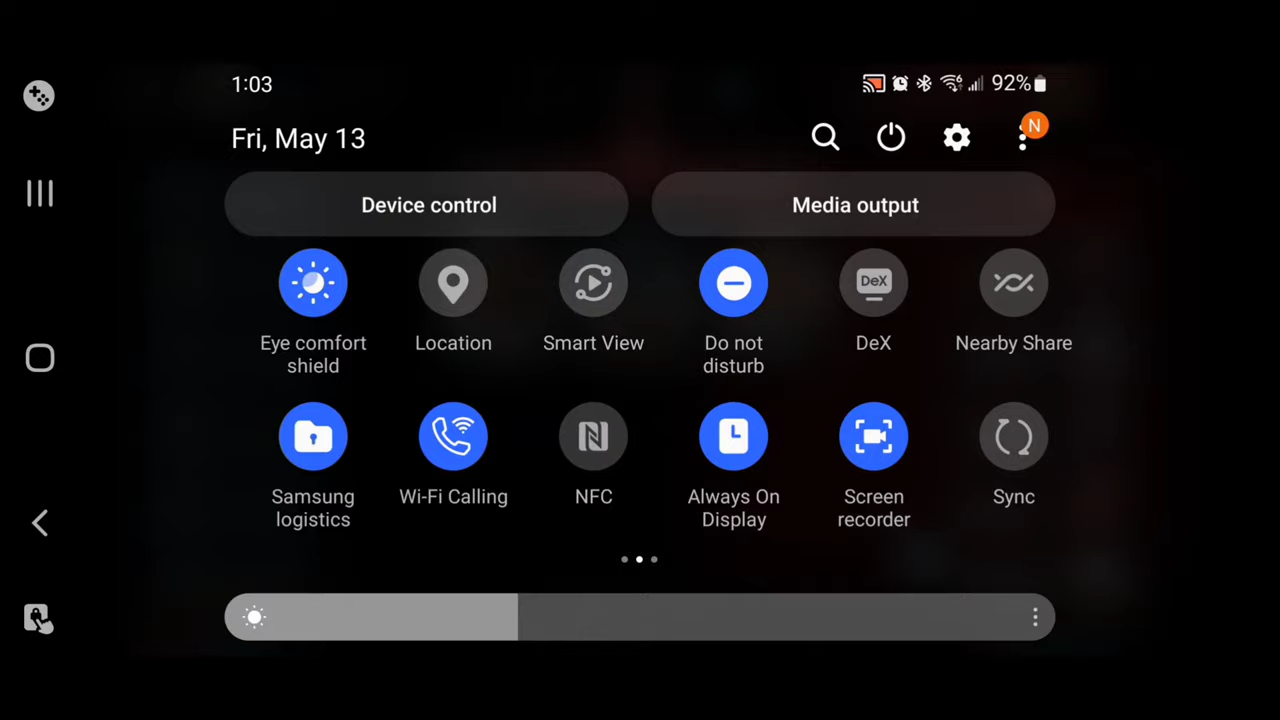 1:03
92%
Fri, May 13
N
Device control
Media output
DeX
Eye comfort
shield
Location
Smart View
Do not
disturb
DeX
Nearby Share
Samsung
logistics
Wi-Fi Calling
NFC
Always On
Display
Screen
recorder
Sync